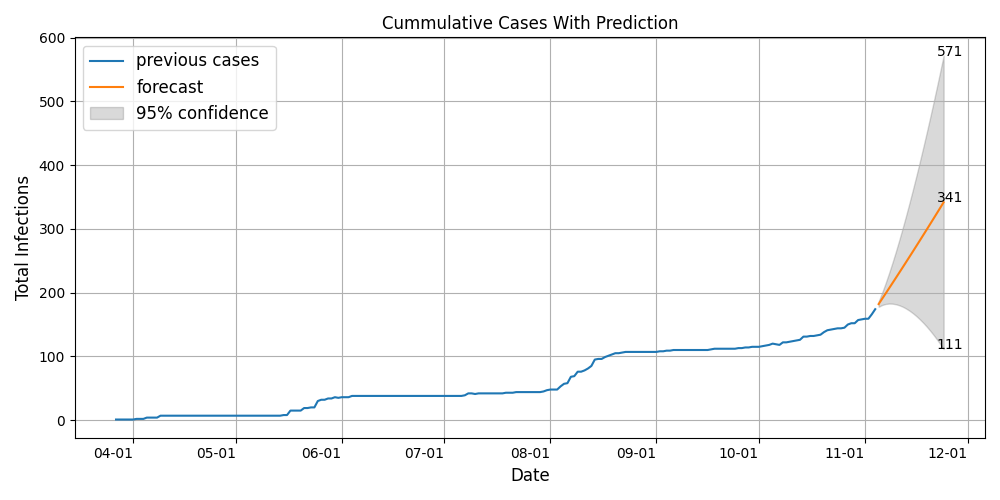 Cummulative Cases With Prediction
600
500
400
300
200
100
0
Total Infections
previous cases
forecast
95% confidence
571
341
111
04-01 05-01 06-01 07-01 08-01 09-01 10-01 11-01 12-01
Date